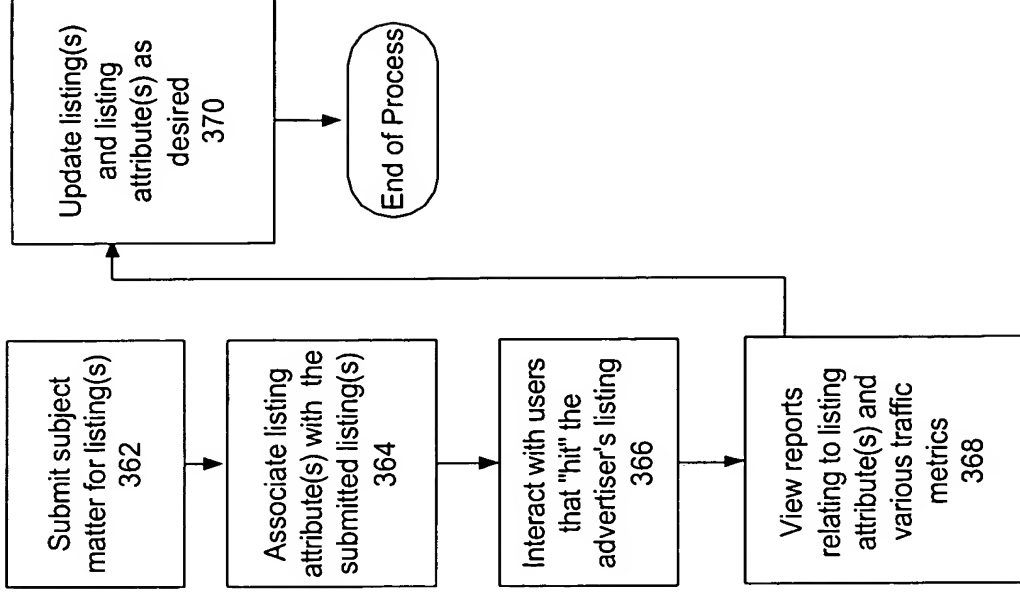 Submit subject
matter for listing(s)
362
Associate listing
attribute(s) with the
submitted listing(s)
364
Interact with users
that "hit" the
advertiser's listing
366
View reports
relating to listing
attribute(s) and
various traffic
metrics
368
Update listing(s)
and listing
attribute(s) as
desired
370
End of Process